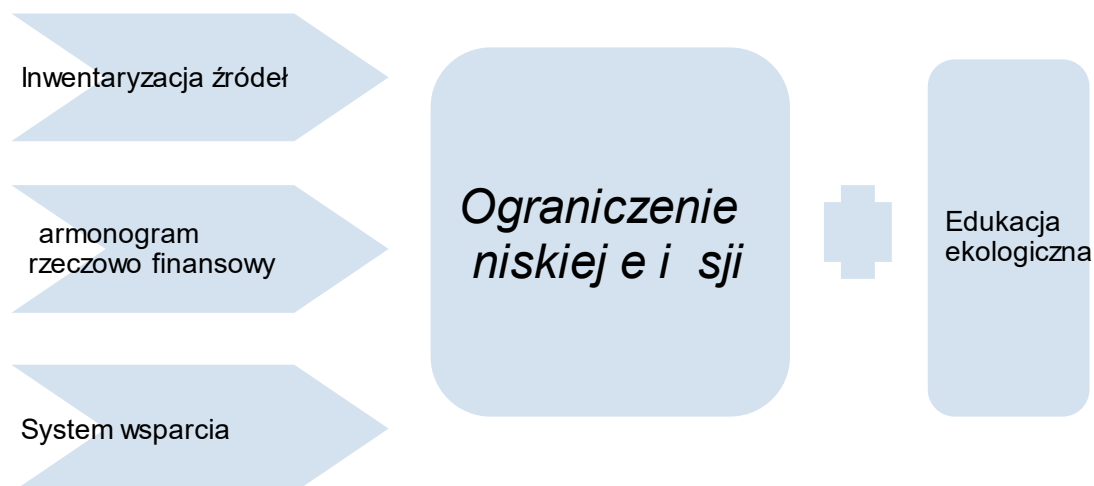 Inwentaryzacja źródeł
armonogram
rzeczowo finansowy
System wsparcia
Ograniczenie
niskiej e i sji
Edukacja
ekologiczna